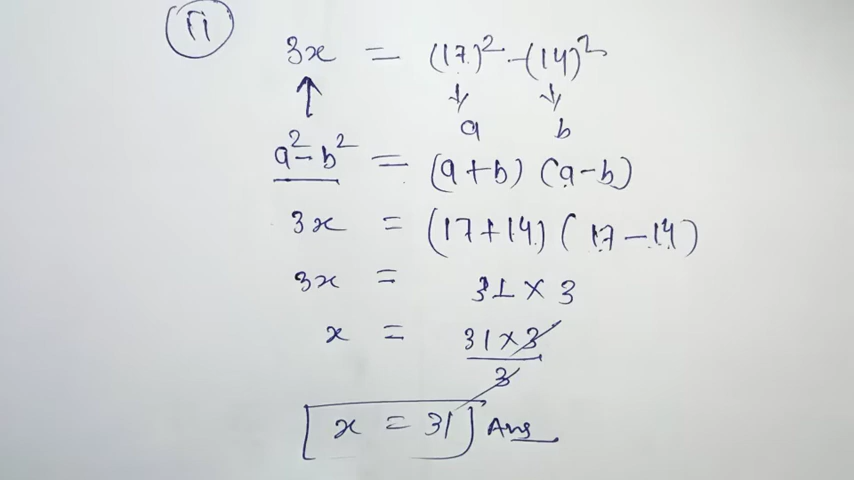 (ii)
3x = (17)² - (14)²
a b
a² - b² = (a+b) (a-b)
3x = (17+14) (17-14)
3x = 31 × 3
x = 31 × 3 / 3
x = 31 Ans